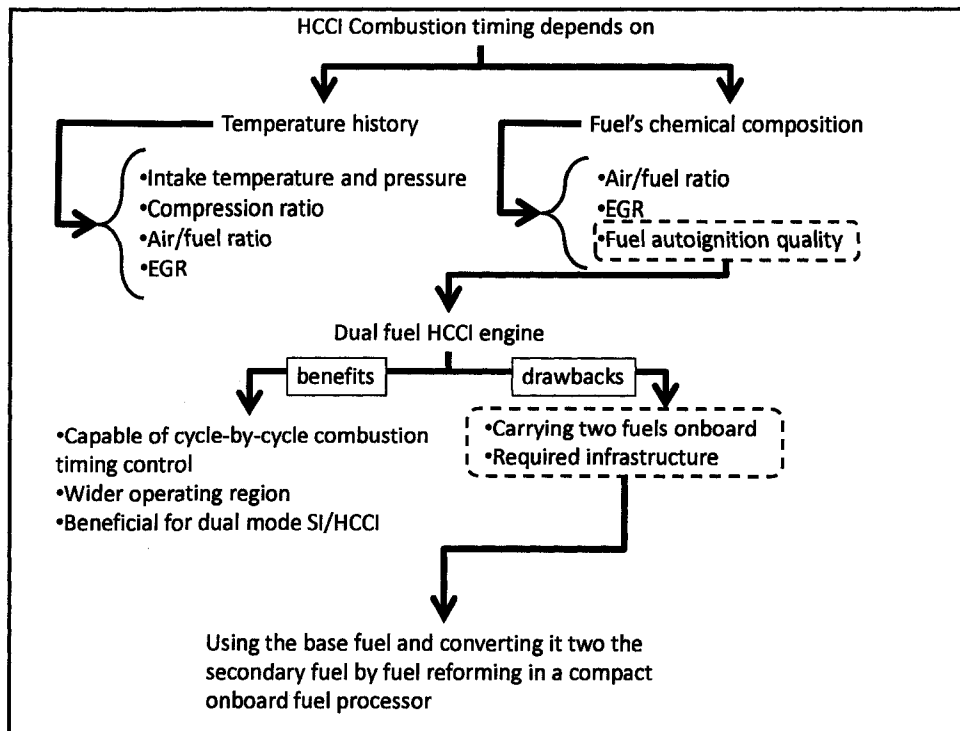 HCCI Combustion timing depends on
Temperature history
•Intake temperature and pressure
•Compression ratio
•Air/fuel ratio
•EGR
Fuel's chemical composition
•Air/fuel ratio
•EGR
•Fuel autoignition quality
Dual fuel HCCI engine
benefits
drawbacks
•Capable of cycle-by-cycle combustion
timing control
•Wider operating region
•Beneficial for dual mode SI/HCCI
•Carrying two fuels onboard
•Required infrastructure
Using the base fuel and converting it two the
secondary fuel by fuel reforming in a compact
onboard fuel processor